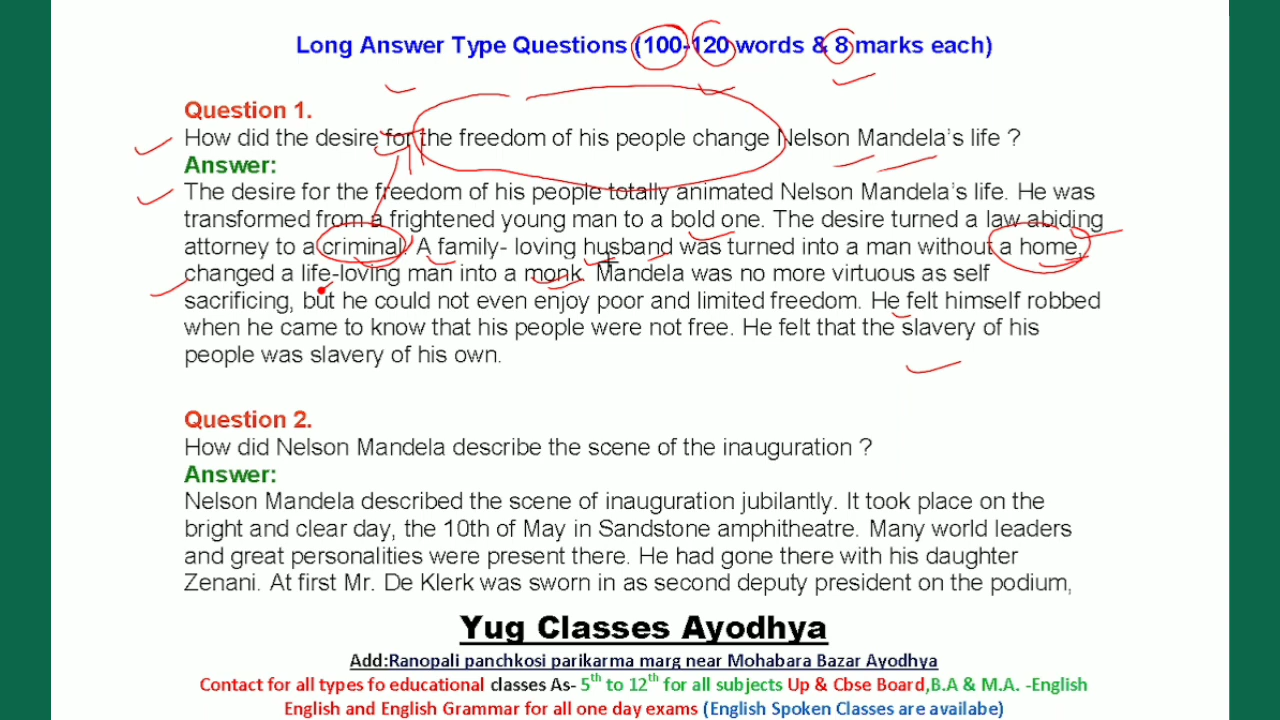 Long Answer Type Questions (100-120 words & 8 marks each)
Question 1.
How did the desire for the freedom of his people change Nelson Mandela's life ?
Answer:
The desire for the freedom of his people totally animated Nelson Mandela's life. He was
transformed from a frightened young man to a bold one. The desire turned a law abiding
attorney to a criminal. A family- loving husband was turned into a man without a home,
changed a life-loving man into a monk. Mandela was no more virtuous as self
sacrificing, but he could not even enjoy poor and limited freedom. He felt himself robbed
when he came to know that his people were not free. He felt that the slavery of his
people was slavery of his own.
Question 2.
How did Nelson Mandela describe the scene of the inauguration ?
Answer:
Nelson Mandela described the scene of inauguration jubilantly. It took place on the
bright and clear day, the 10th of May in Sandstone amphitheatre. Many world leaders
and great personalities were present there. He had gone there with his daughter
Zenani. At first Mr. De Klerk was sworn in as second deputy president on the podium,
Yug Classes Ayodhya
Add:Ranopali panchkosi parikarma marg near Mohabara Bazar Ayodhya
Contact for all types fo educational classes As- 5th to 12th for all subjects Up & Cbse Board,B.A & M.A. -English
English and English Grammar for all one day exams (English Spoken Classes are availabe)